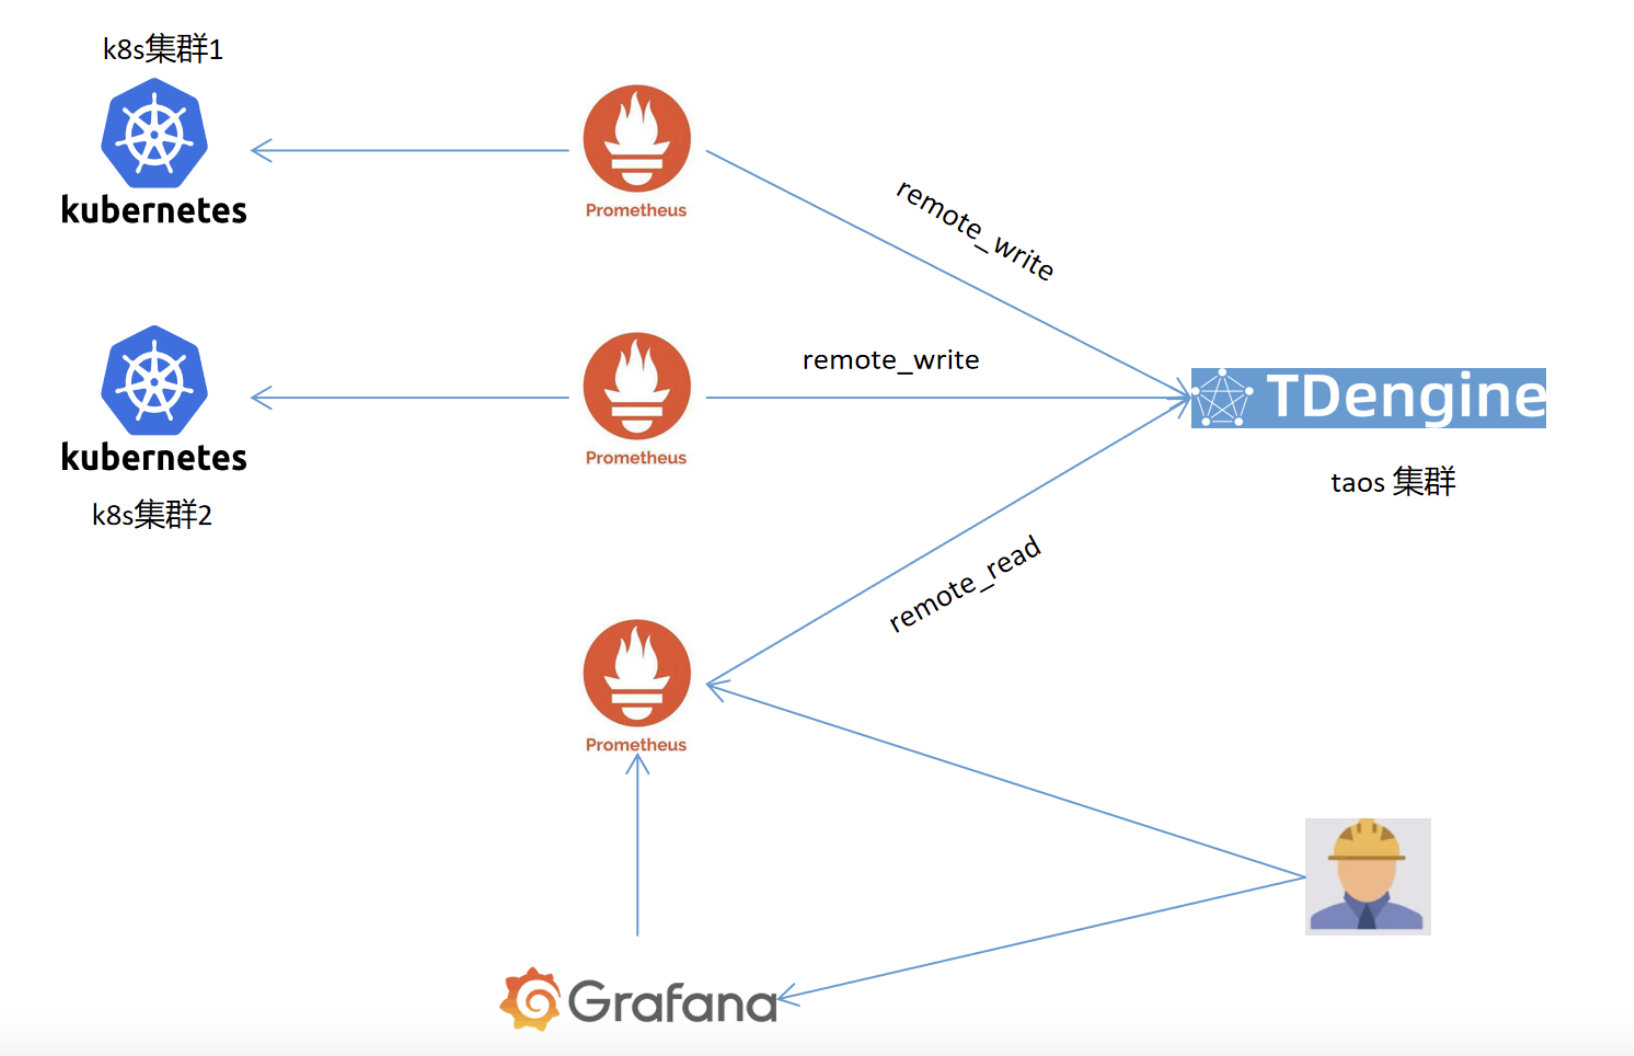 k8s集群1
kubernetes
Prometheus
remote_write
kubernetes
k8s集群2
Prometheus
remote_write
TDengine
taos 集群
remote_read
Prometheus
Grafana